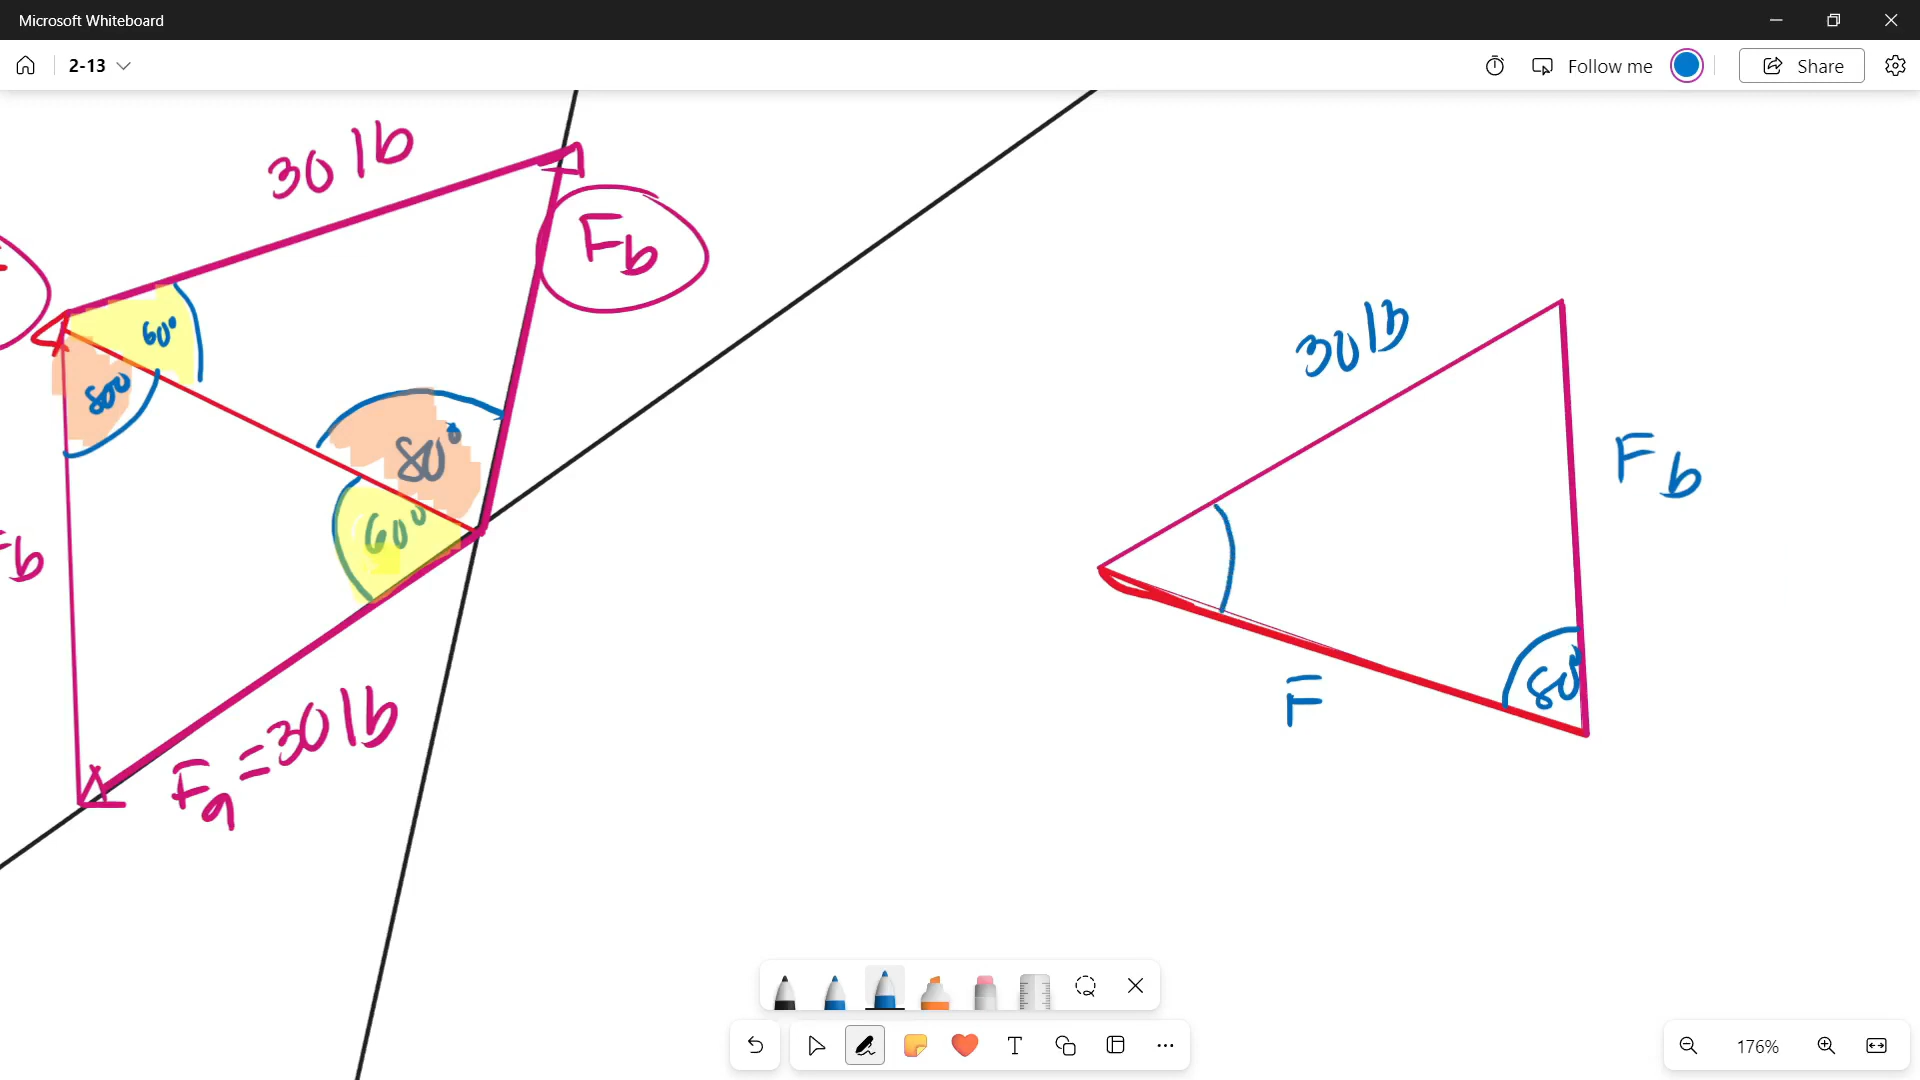 Microsoft Whiteboard
2-13
Follow me
Share
30 lb
Fb
60°
80°
80°
60°
Fb
Fa = 30 lb
30 lb
Fb
F
80°
176%